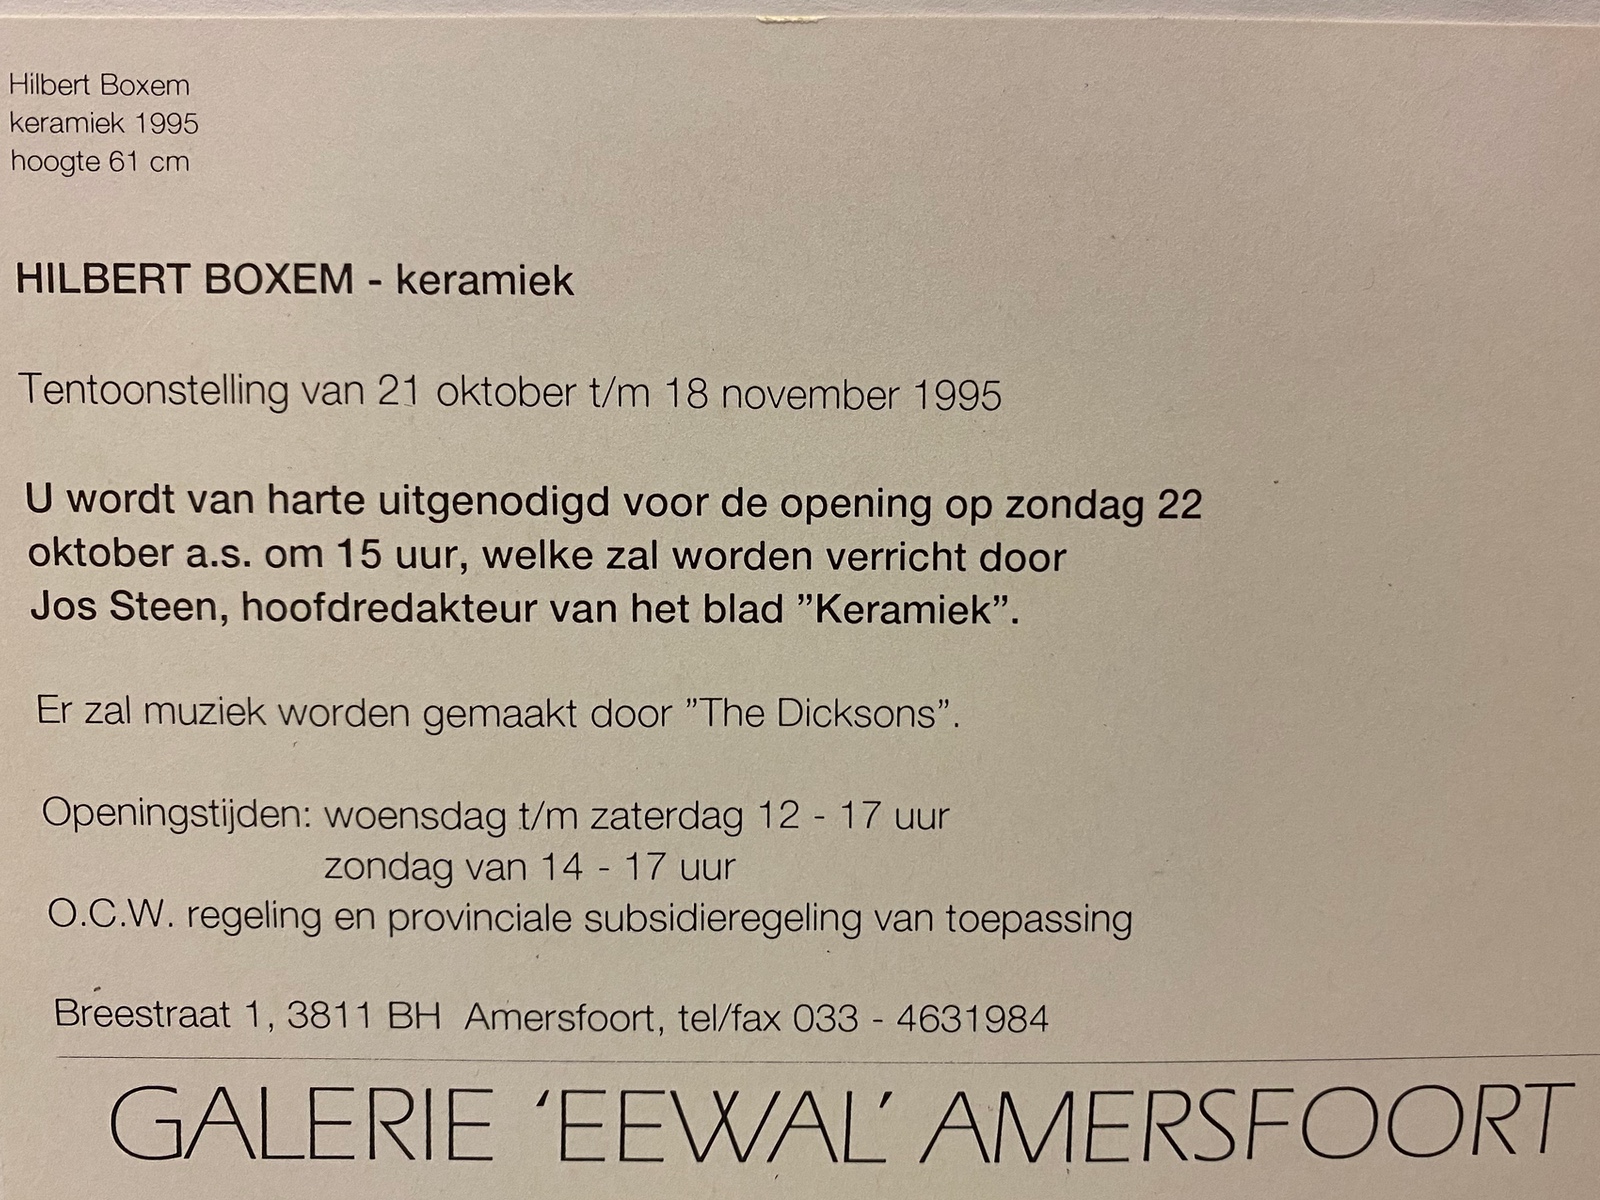 Hilbert Boxem
keramiek 1995
hoogte 61 cm
HILBERT BOXEM - keramiek
Tentoonstelling van 21 oktober t/m 18 november 1995
U wordt van harte uitgenodigd voor de opening op zondag 22
oktober a.s. om 15 uur, welke zal worden verricht door
Jos Steen, hoofdredakteur van het blad ”Keramiek”.
Er zal muziek worden gemaakt door ”The Dicksons”.
Openingstijden: woensdag t/m zaterdag 12 - 17 uur
zondag van 14 - 17 uur
O.C.W. regeling en provinciale subsidieregeling van toepassing
Breestraat 1, 3811 BH Amersfoort, tel/fax 033 - 4631984
GALERIE ‘EEWAL’ AMERSFOORT